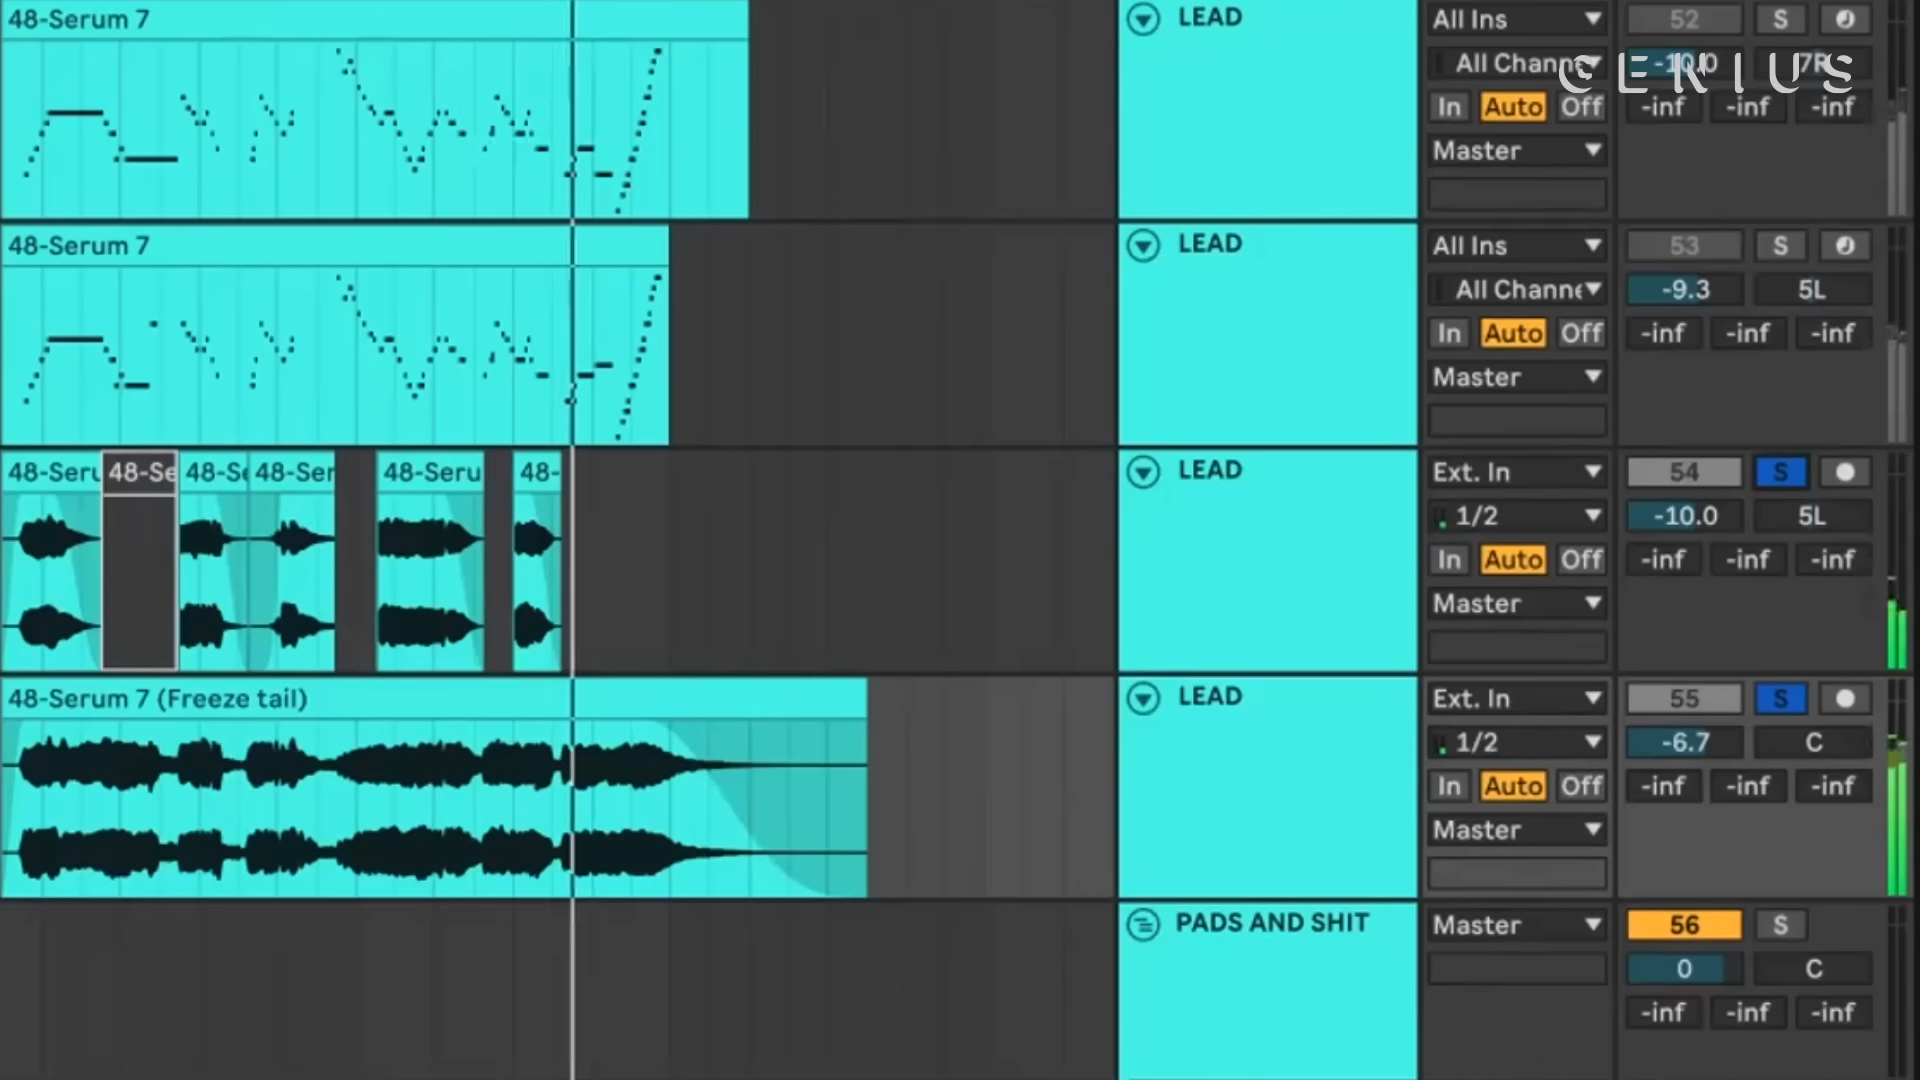 48-Serum 7
LEAD
All Ins
52
S
All Channe
-10.0
7R
GENIUS
In
Auto
Off
-inf
-inf
-inf
Master
48-Serum 7
LEAD
All Ins
53
S
All Channe
-9.3
5L
In
Auto
Off
-inf
-inf
-inf
Master
48-Seru
48-Se
48-Se
48-Ser
48-Seru
48-
LEAD
Ext. In
54
S
1/2
-10.0
5L
In
Auto
Off
-inf
-inf
-inf
Master
48-Serum 7 (Freeze tail)
LEAD
Ext. In
55
S
1/2
-6.7
C
In
Auto
Off
-inf
-inf
-inf
Master
PADS AND SHIT
Master
56
S
0
C
-inf
-inf
-inf